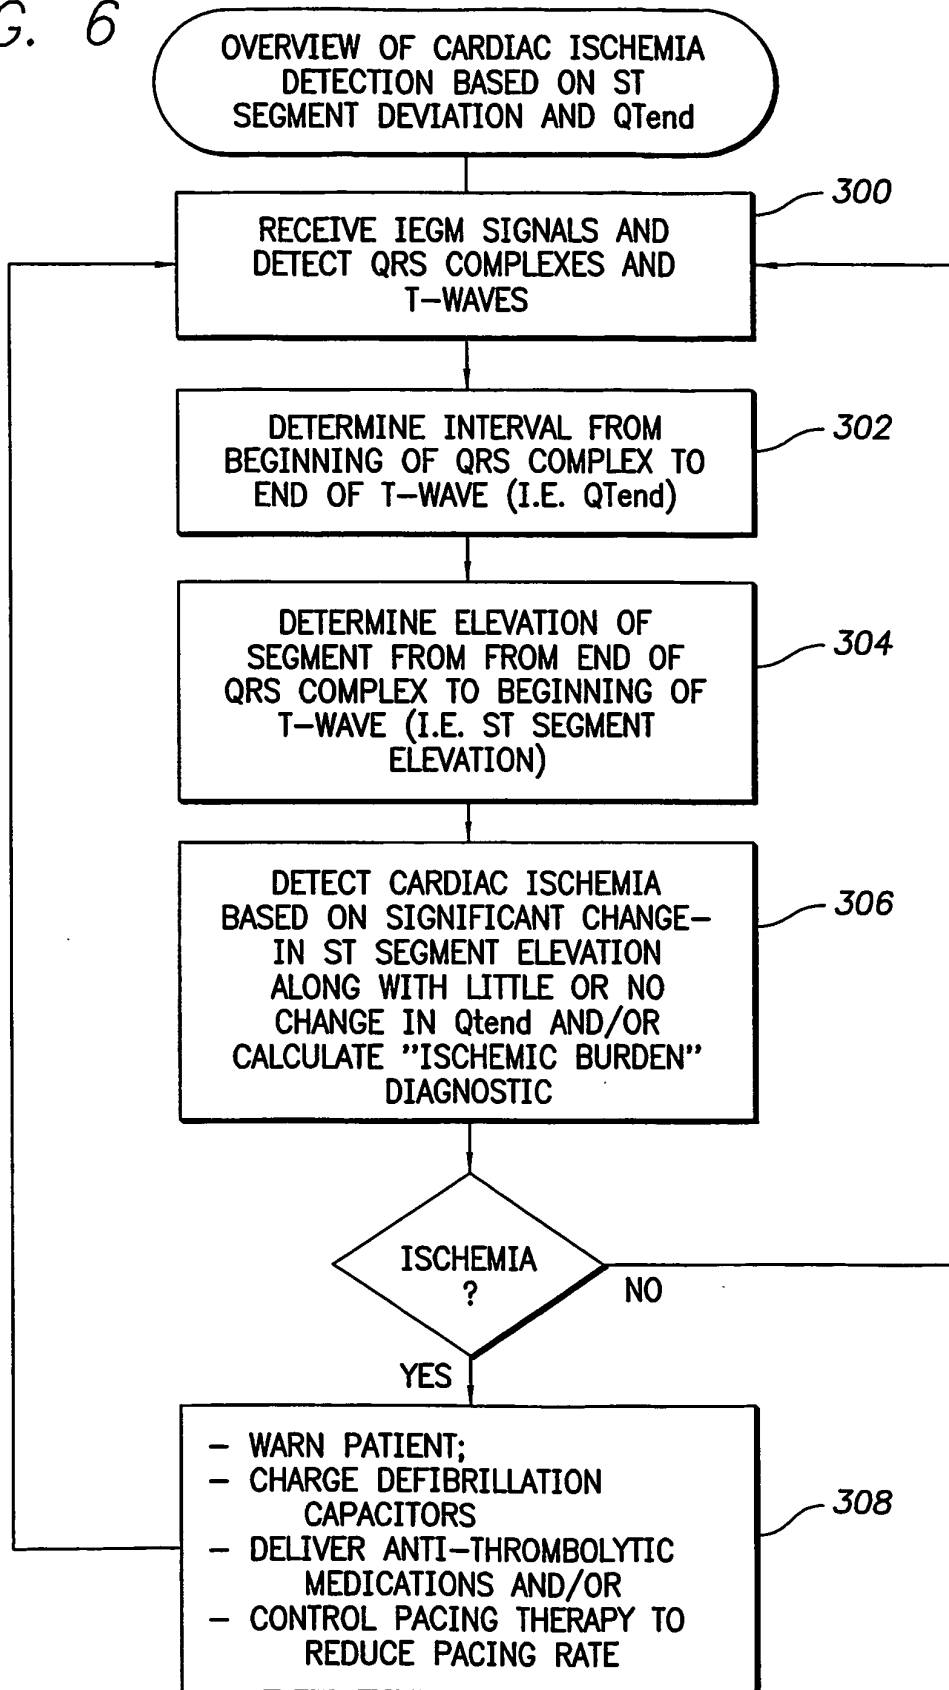 G. 6
OVERVIEW OF CARDIAC ISCHEMIA
DETECTION BASED ON ST
SEGMENT DEVIATION AND QTend
300
RECEIVE IEGM SIGNALS AND
DETECT QRS COMPLEXES AND
T-WAVES
302
DETERMINE INTERVAL FROM
BEGINNING OF QRS COMPLEX TO
END OF T-WAVE (I.E. QTend)
304
DETERMINE ELEVATION OF
SEGMENT FROM FROM END OF
QRS COMPLEX TO BEGINNING OF
T-WAVE (I.E. ST SEGMENT
ELEVATION)
306
DETECT CARDIAC ISCHEMIA
BASED ON SIGNIFICANT CHANGE-
IN ST SEGMENT ELEVATION
ALONG WITH LITTLE OR NO
CHANGE IN Qtend AND/OR
CALCULATE "ISCHEMIC BURDEN"
DIAGNOSTIC
ISCHEMIA
?
NO
YES
308
- WARN PATIENT;
- CHARGE DEFIBRILLATION
CAPACITORS
- DELIVER ANTI-THROMBOLYTIC
MEDICATIONS AND/OR
- CONTROL PACING THERAPY TO
REDUCE PACING RATE